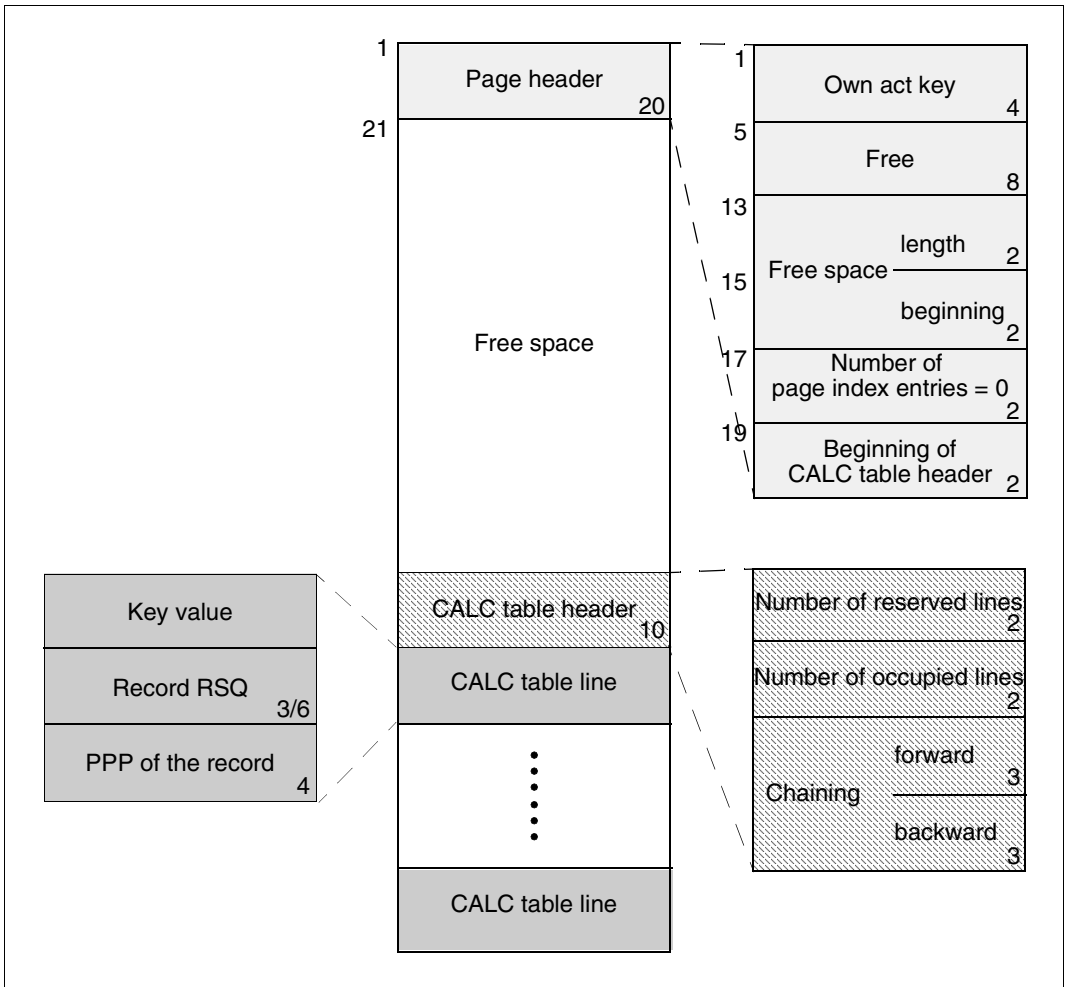 1
Page header
20
21
Free space
CALC table header
10
CALC table line
CALC table line
1
Own act key
4
5
Free
8
13
Free space
length
2
15
beginning
2
17
Number of
page index entries = 0
2
19
Beginning of
CALC table header
2
Key value
Record RSQ
3/6
PPP of the record
4
Number of reserved lines
2
Number of occupied lines
2
Chaining
forward
3
backward
3